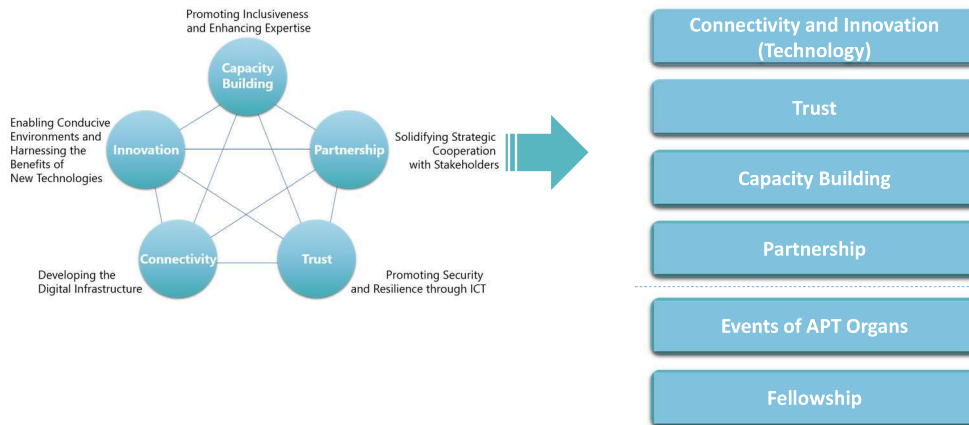 Promoting Inclusiveness
and Enhancing Expertise
Capacity
Building
Enabling Conducive
Environments and
Harnessing the
Benefits of
New Technologies
Innovation
Partnership
Solidifying Strategic
Cooperation
with Stakeholders
Connectivity
Trust
Developing the
Digital Infrastructure
Promoting Security
and Resilience through ICT
Connectivity and Innovation
(Technology)
Trust
Capacity Building
Partnership
Events of APT Organs
Fellowship